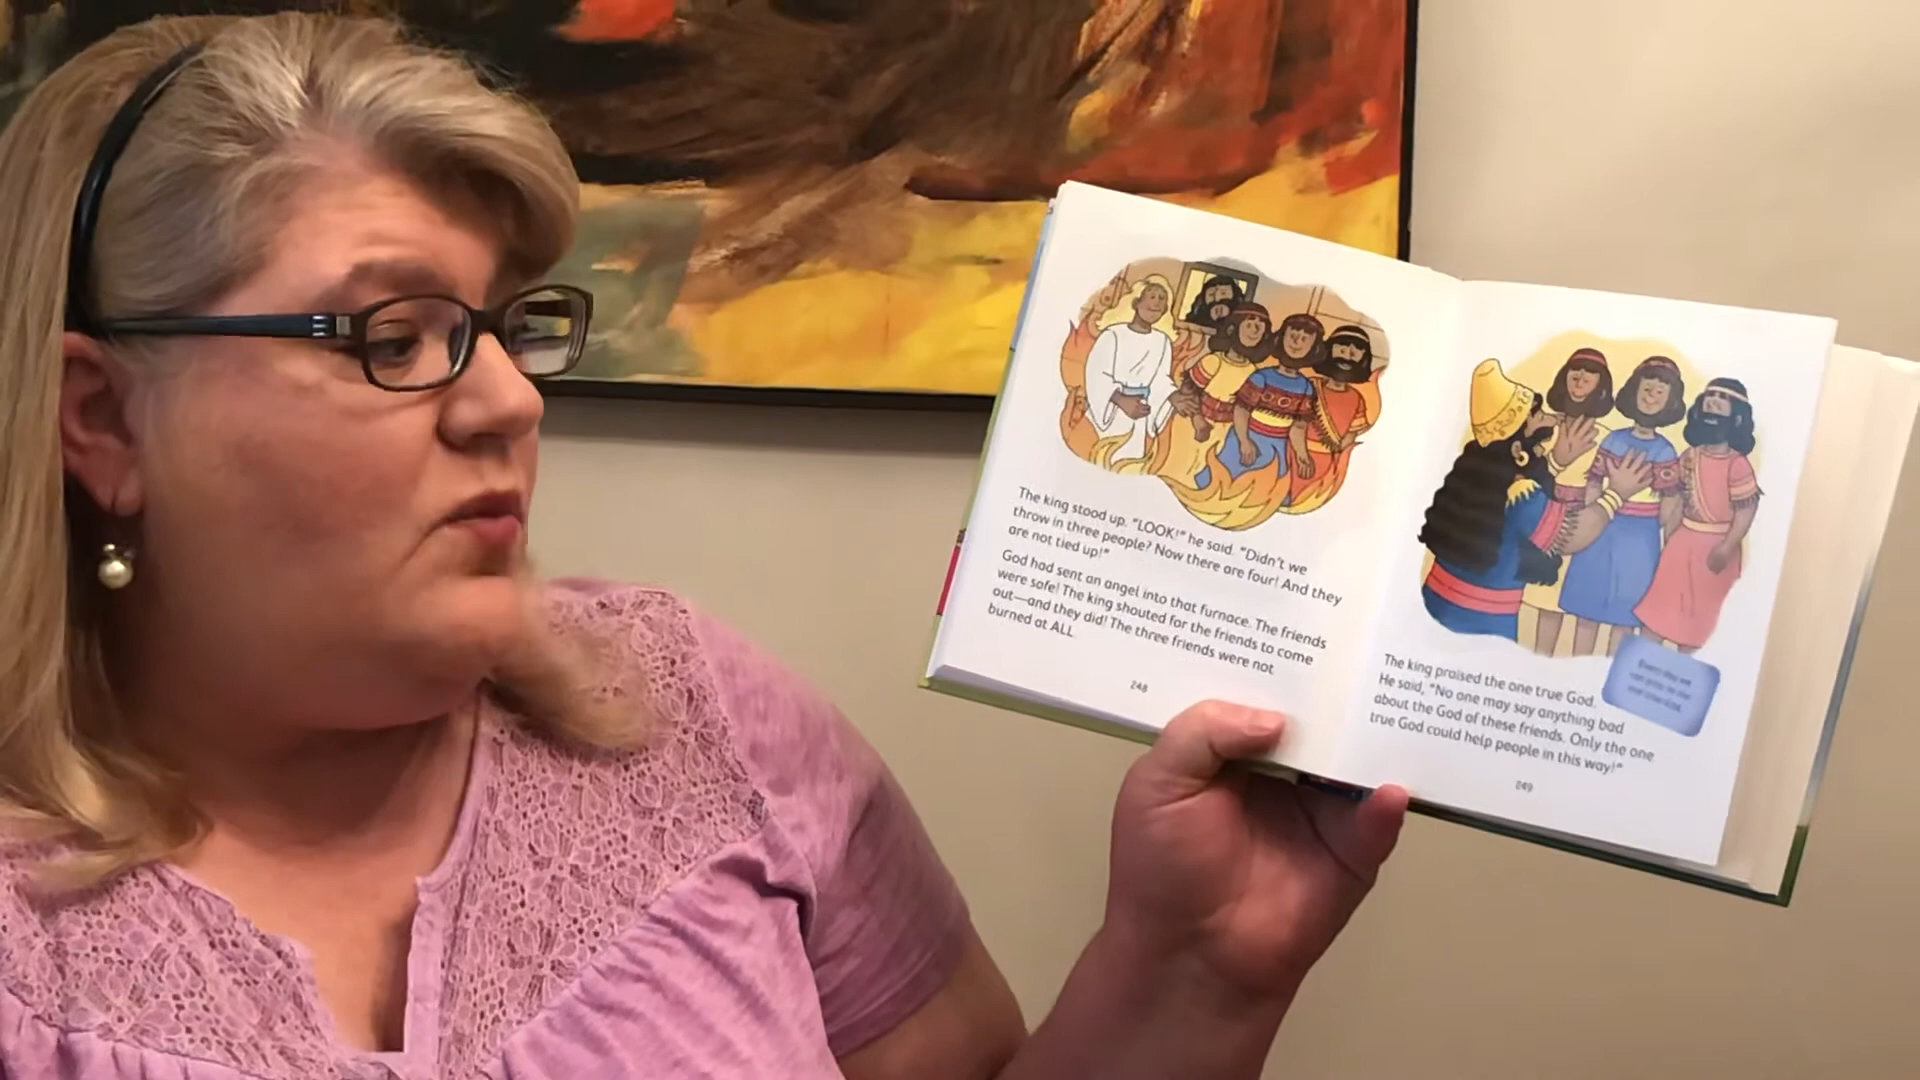 The king stood up. "LOOK!" he said. "Didn't we
throw in three people? Now there are four! And they
are not tied up!"
God had sent an angel into that furnace. The friends
were safe! The king shouted for the friends to come
out—and they did! The three friends were not
burned at ALL.
248
The king praised the one true God.
He said, "No one may say anything bad
about the God of these friends. Only the one
true God could help people in this way!"
249